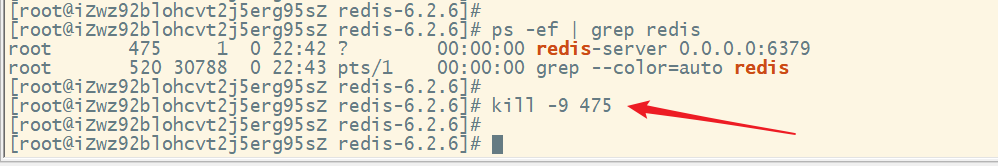 [root@iZwz92blohcvt2j5erg95sZ redis-6.2.6]#
[root@iZwz92blohcvt2j5erg95sZ redis-6.2.6]# ps -ef | grep redis
root       475     1  0 22:42 ?        00:00:00 redis-server 0.0.0.0:6379
root       520 30788  0 22:43 pts/1    00:00:00 grep --color=auto redis
[root@iZwz92blohcvt2j5erg95sZ redis-6.2.6]#
[root@iZwz92blohcvt2j5erg95sZ redis-6.2.6]# kill -9 475
[root@iZwz92blohcvt2j5erg95sZ redis-6.2.6]#
[root@iZwz92blohcvt2j5erg95sZ redis-6.2.6]#